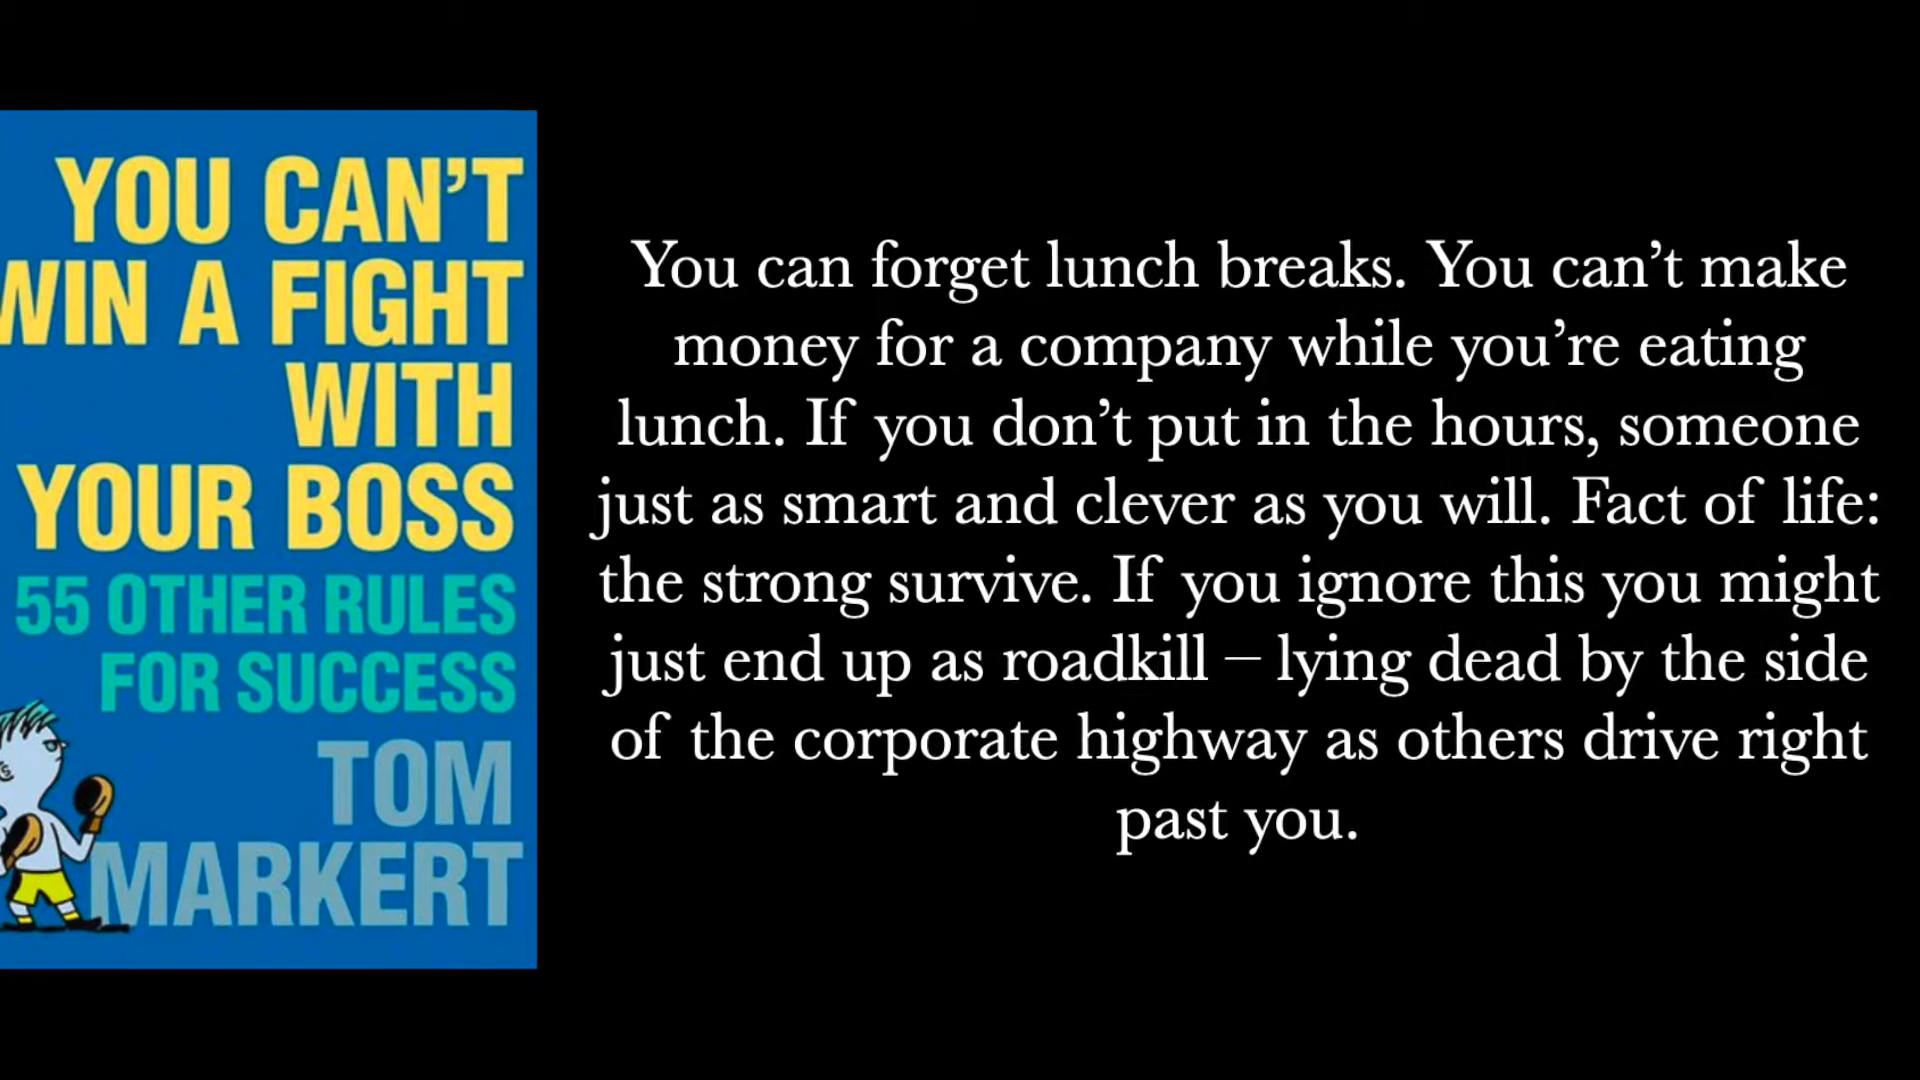 YOU CAN'T
WIN A FIGHT
WITH
YOUR BOSS
55 OTHER RULES
FOR SUCCESS
TOM
MARKERT
You can forget lunch breaks. You can't make
money for a company while you're eating
lunch. If you don't put in the hours, someone
just as smart and clever as you will. Fact of life:
the strong survive. If you ignore this you might
just end up as roadkill – lying dead by the side
of the corporate highway as others drive right
past you.